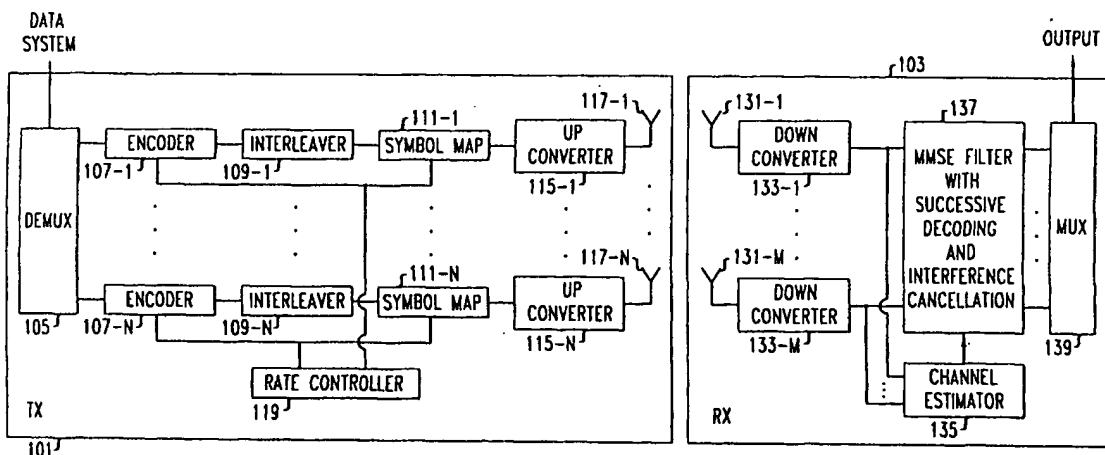 DATA
SYSTEM
OUTPUT
103
117-1
131-1
137
111-1
ENCODER
INTERLEAVER
SYMBOL MAP
UP
CONVERTER
DOWN
CONVERTER
107-1
109-1
115-1
133-1
MMSE FILTER
WITH
SUCCESSIVE
DECODING
AND
INTERFERENCE
CANCELLATION
DEMUX
MUX
117-N
131-M
111-N
ENCODER
INTERLEAVER
SYMBOL MAP
UP
CONVERTER
DOWN
CONVERTER
105
107-N
109-N
115-N
133-M
139
RATE CONTROLLER
119
CHANNEL
ESTIMATOR
135
TX
RX
101